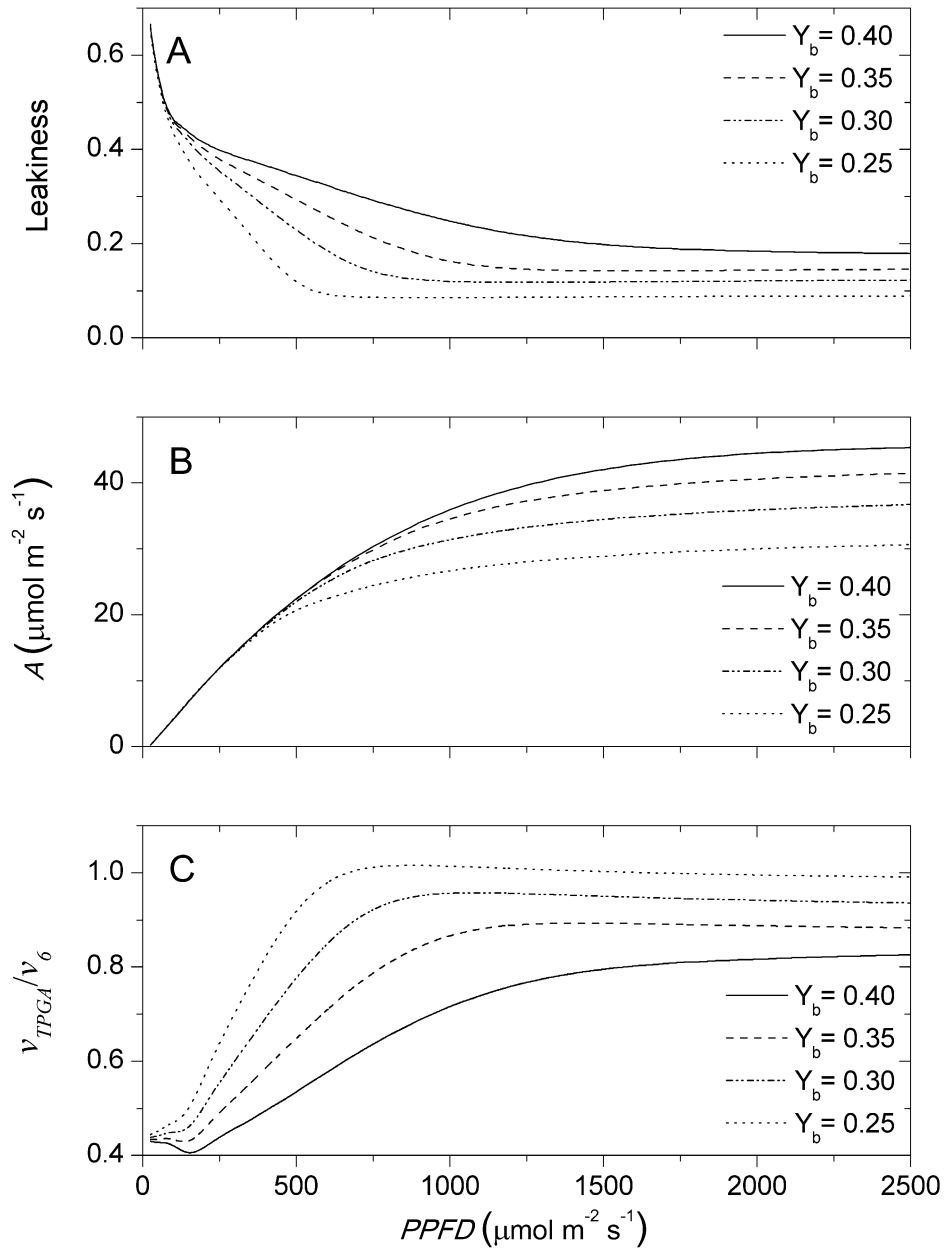 A
Leakiness
0.6
0.4
0.2
0.0
Y_b = 0.40
Y_b = 0.35
Y_b = 0.30
Y_b = 0.25
B
A (μmol m⁻² s⁻¹)
40
20
0
Y_b = 0.40
Y_b = 0.35
Y_b = 0.30
Y_b = 0.25
C
v_TPGA/v_6
1.0
0.8
0.6
0.4
Y_b = 0.40
Y_b = 0.35
Y_b = 0.30
Y_b = 0.25
0 500 1000 1500 2000 2500
PPFD (μmol m⁻² s⁻¹)